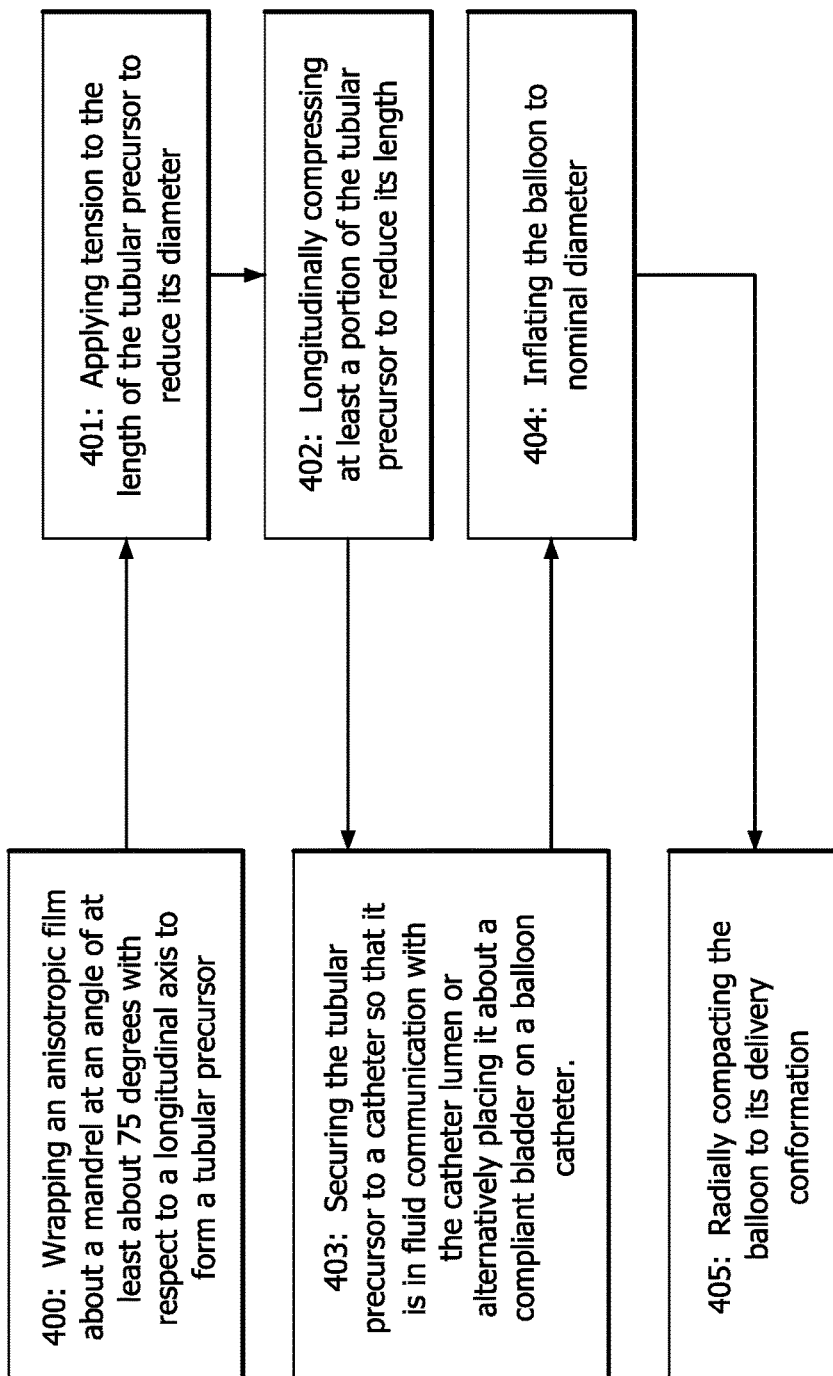 400: Wrapping an anisotropic film
about a mandrel at an angle of at
least about 75 degrees with
respect to a longitudinal axis to
form a tubular precursor
401: Applying tension to the
length of the tubular precursor to
reduce its diameter
402: Longitudinally compressing
at least a portion of the tubular
precursor to reduce its length
403: Securing the tubular
precursor to a catheter so that it
is in fluid communication with
the catheter lumen or
alternatively placing it about a
compliant bladder on a balloon
catheter.
404: Inflating the balloon to
nominal diameter
405: Radially compacting the
balloon to its delivery
conformation